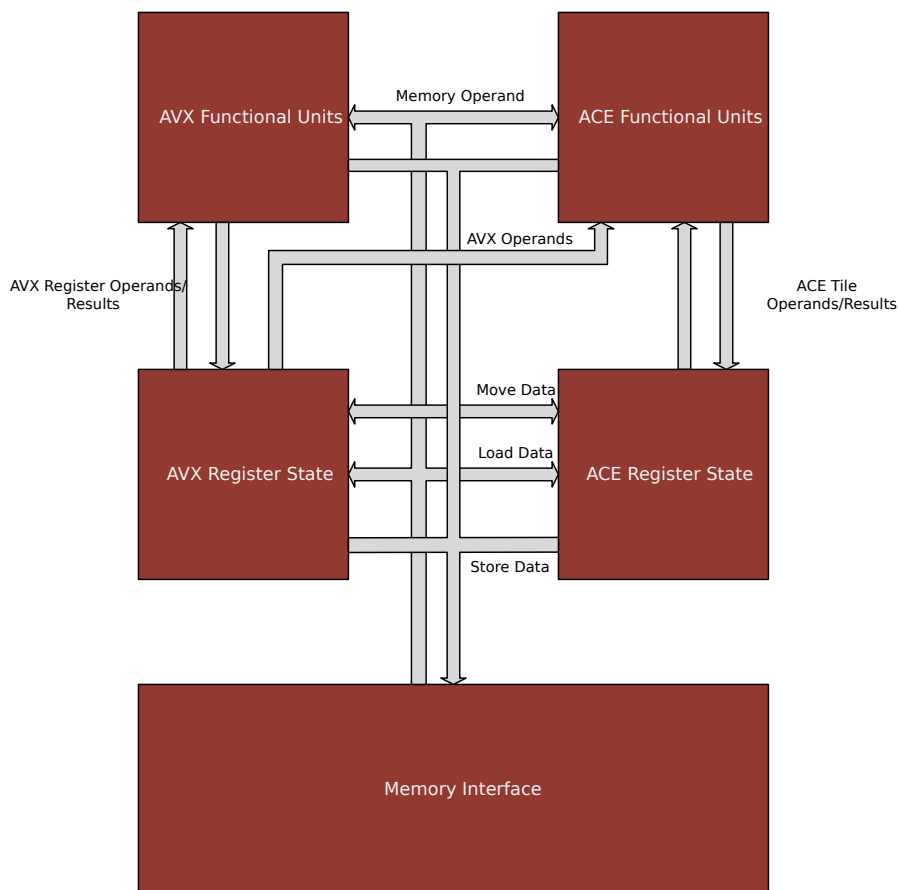 Memory Operand
AVX Functional Units
ACE Functional Units
AVX Operands
AVX Register Operands/
Results
ACE Tile
Operands/Results
Move Data
Load Data
AVX Register State
ACE Register State
Store Data
Memory Interface